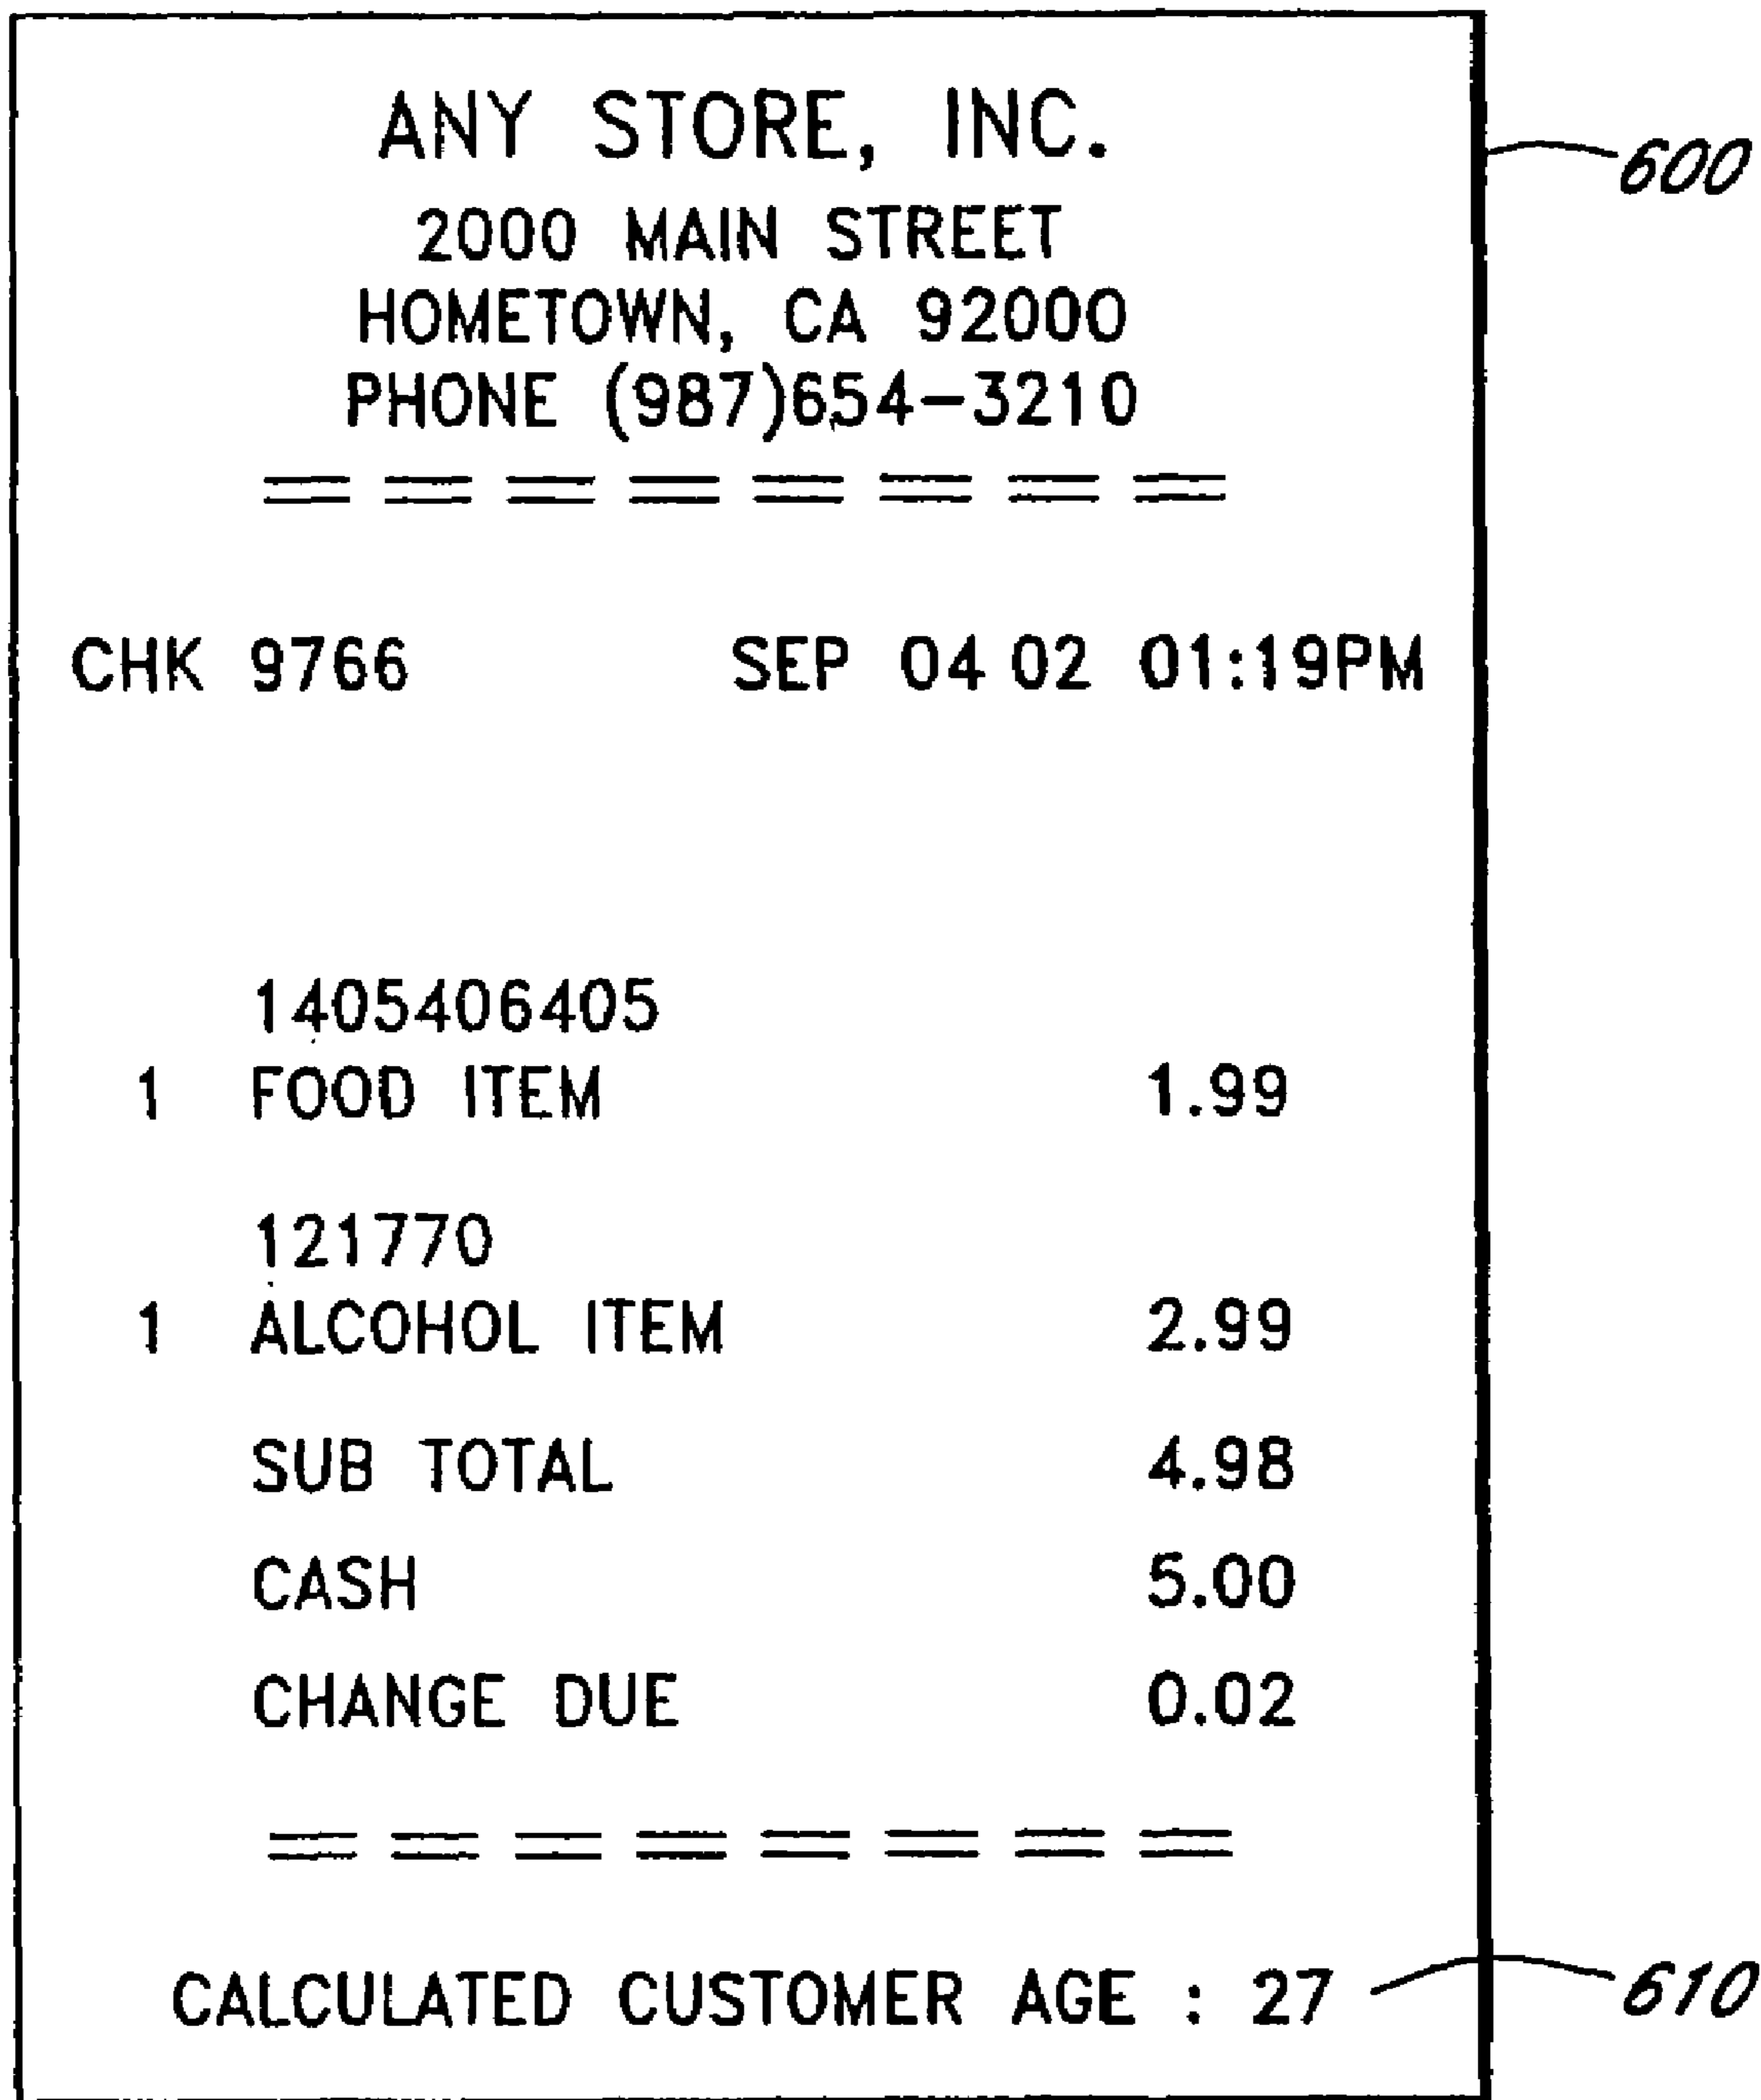 ANY STORE, INC.
600
2000 MAIN STREET
HOMETOWN, CA 92000
PHONE (987)654-3210
= = = = = = = =
CHK 9766 SEP 04 02 01:19PM
1405406405
1 FOOD ITEM 1.99
121770
1 ALCOHOL ITEM 2.99
SUB TOTAL 4.98
CASH 5.00
CHANGE DUE 0.02
= = = = = = = =
CALCULATED CUSTOMER AGE : 27
610